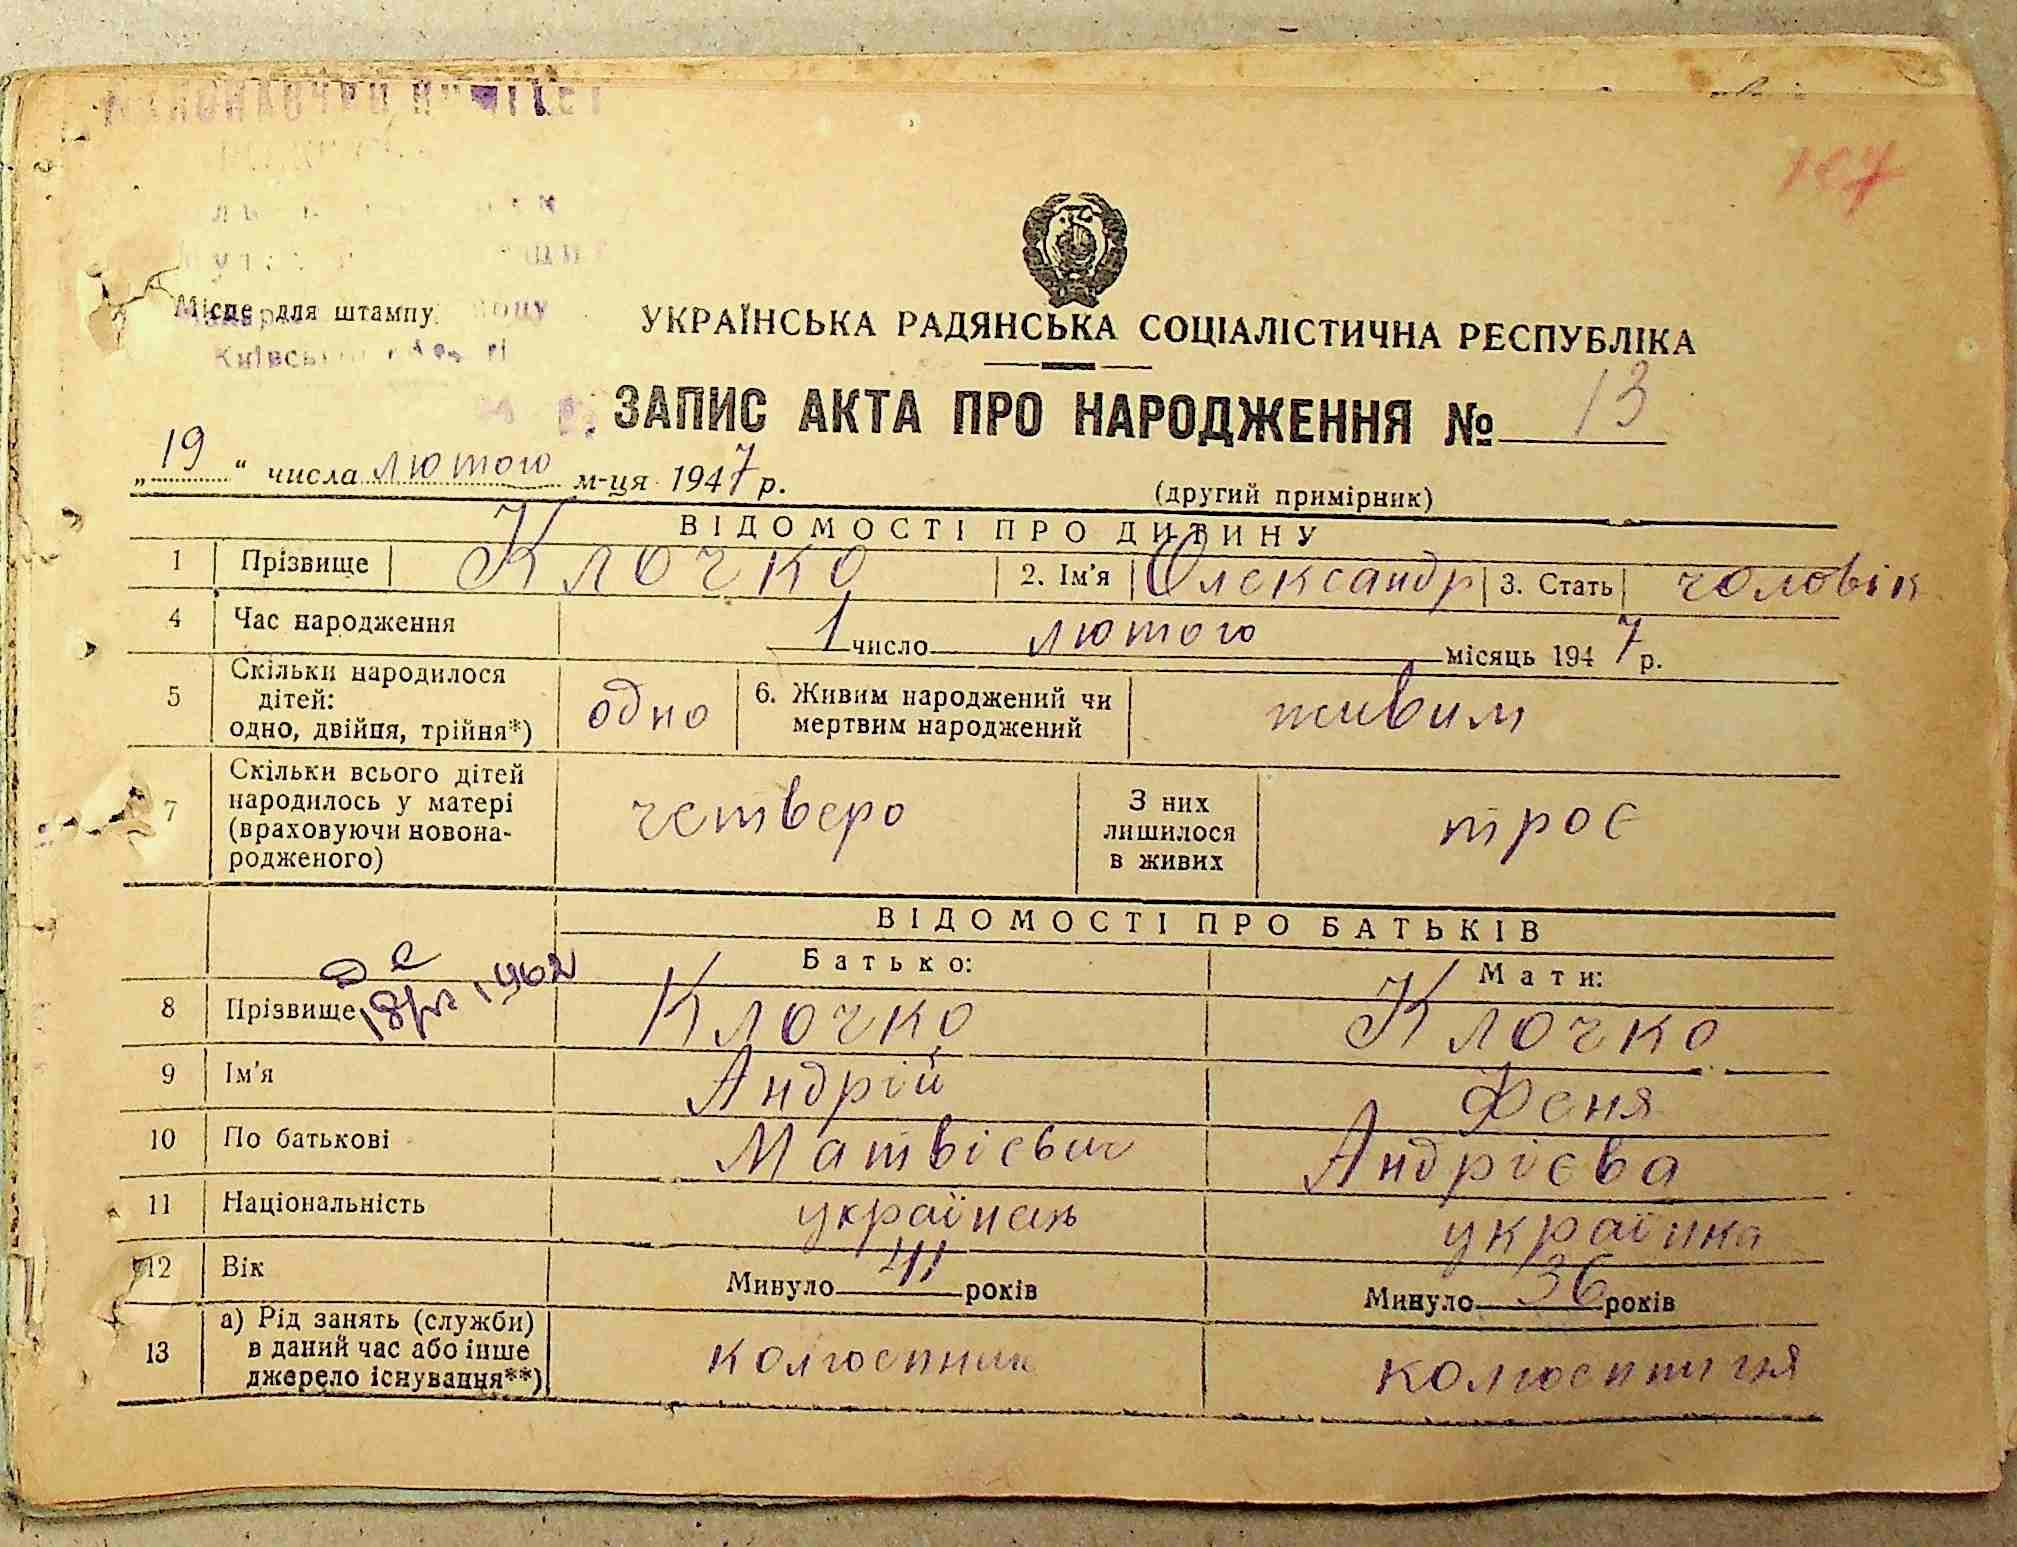 Місце для штампу
Київсь
УКРАЇНСЬКА РАДЯНСЬКА СОЦІАЛІСТИЧНА РЕСПУБЛІКА
ЗАПИС АКТА ПРО НАРОДЖЕННЯ № 13
„19“ числа лютого м-ця 1947 р.
(другий примірник)
ВІДОМОСТІ ПРО ДИТИНУ
1 Прізвище Клочко 2. Ім'я Олександр 3. Стать чоловік
4 Час народження 1 число лютого місяць 1947 р.
5 Скільки народилося дітей: одно, двійня, трійня*) одно 6. Живим народжений чи мертвим народжений живим
7 Скільки всього дітей народилось у матері (враховуючи новонародженого) четверо З них лишилося в живих троє
ВІДОМОСТІ ПРО БАТЬКІВ
Батько: Мати:
8 Прізвище Клочко Клочко
9 Ім'я Андрій Феня
10 По батькові Матвієвич Андрієва
11 Національність українець українка
12 Вік Минуло 41 років Минуло 36 років
13 а) Рід занять (служби) в даний час або інше джерело існування**) колгоспник колгоспниця